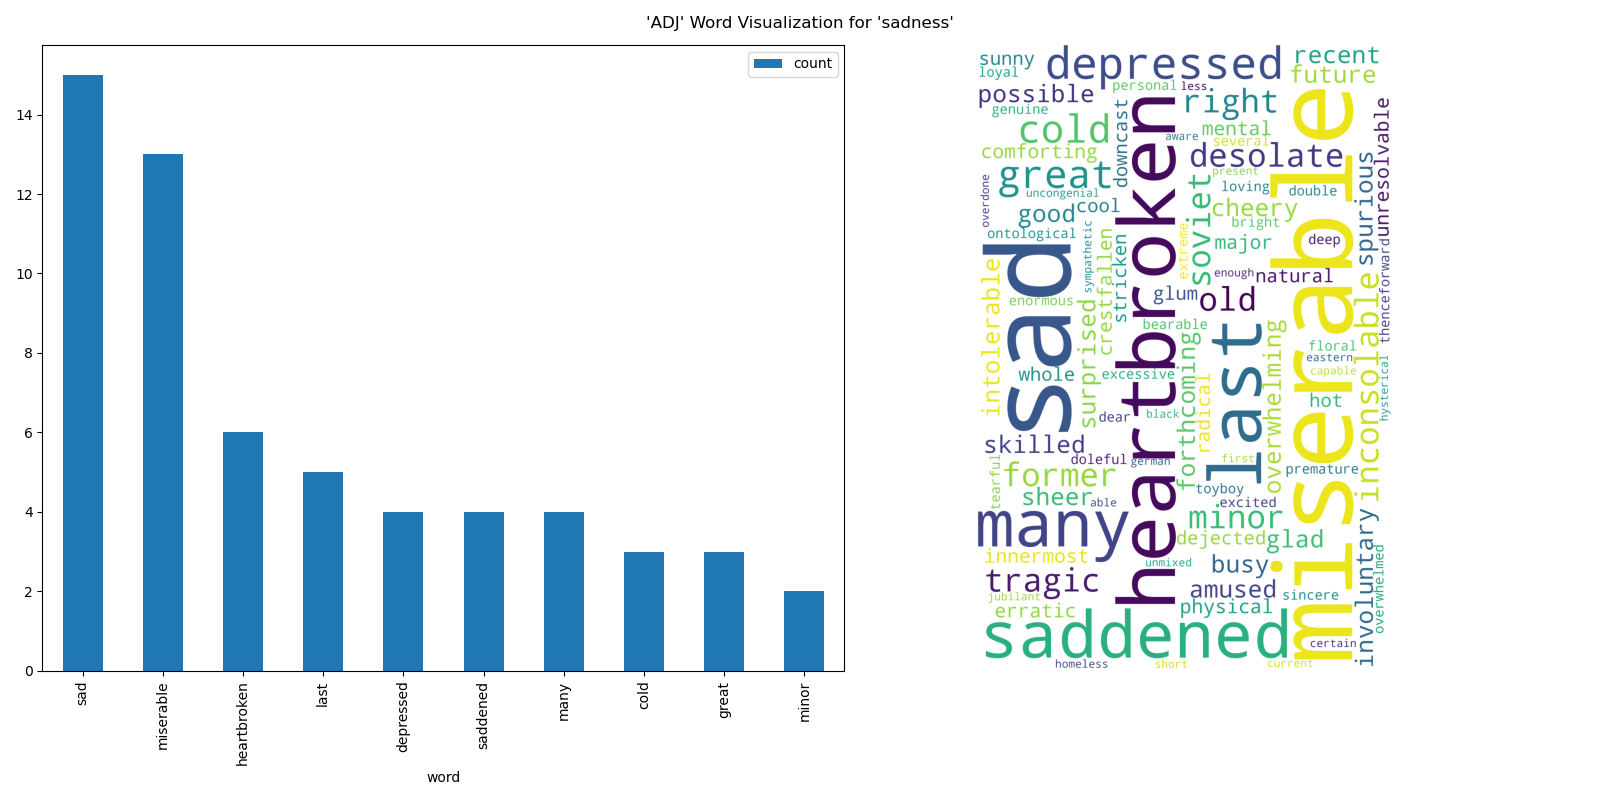 'ADJ' Word Visualization for 'sadness'
count
14
12
10
8
6
4
2
0
sad
miserable
heartbroken
last
depressed
saddened
many
cold
great
minor
word
sunny
loyal
depressed
recent
future
possible
personal
less
right
genuine
cold
downcast
aware
mental
several
comforting
desolate
great
present
uncongenial
loving
double
overdone
good
cool
soviet
cheery
bright
spurious
unresolvable
ontological
sympathetic
crestfallen
stricken
extreme
major
deep
sad
heartbroken
miserable
intolerable
enormous
surprised
glum
enough
natural
old
thenceforward
inconsolable
bearable
last
overwhelming
floral
eastern
capable
whole
excessive
forthcoming
radical
hot
hysterical
dear
black
skilled
doleful
german
first
premature
tearful
former
toyboy
sheer
able
excited
many
minor
dejected
glad
innermost
unmixed
busy
involuntary
overwhelmed
tragic
amused
sincere
jubilant
erratic
physical
saddened
certain
homeless
short
current